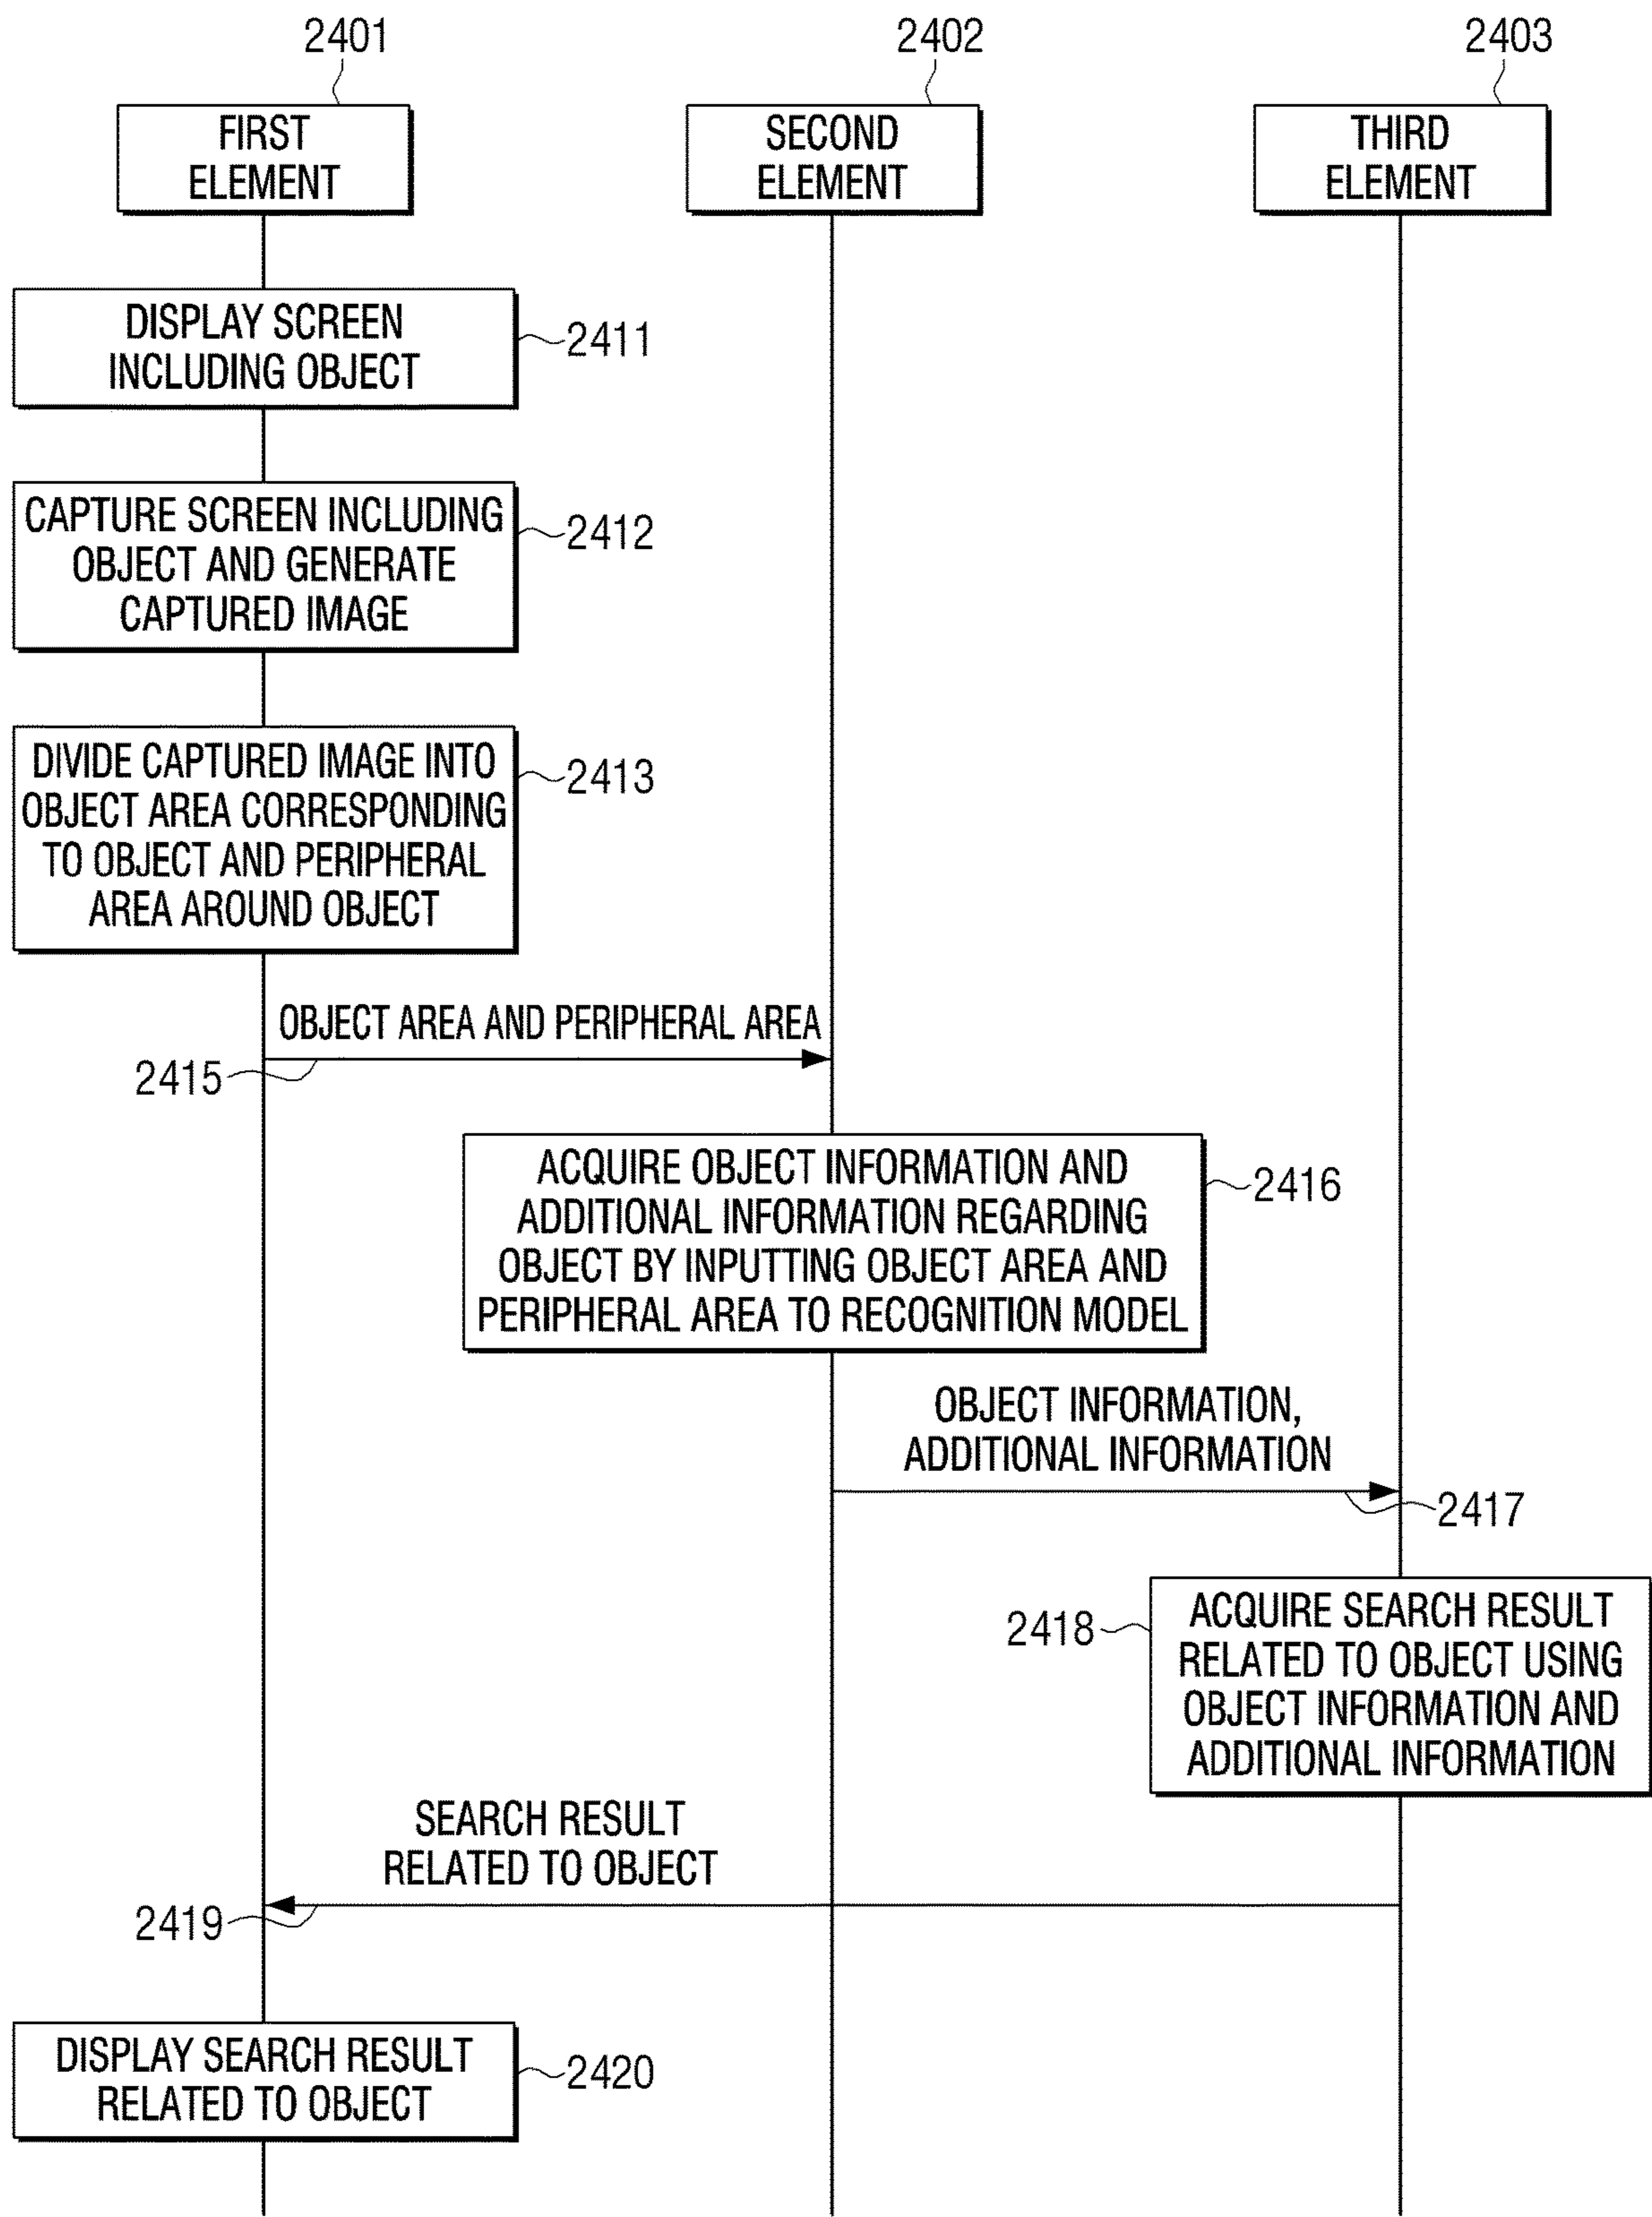 2401
2402
2403
FIRST
ELEMENT
SECOND
ELEMENT
THIRD
ELEMENT
DISPLAY SCREEN
INCLUDING OBJECT
2411
CAPTURE SCREEN INCLUDING
OBJECT AND GENERATE
CAPTURED IMAGE
2412
DIVIDE CAPTURED IMAGE INTO
OBJECT AREA CORRESPONDING
TO OBJECT AND PERIPHERAL
AREA AROUND OBJECT
2413
OBJECT AREA AND PERIPHERAL AREA
2415
ACQUIRE OBJECT INFORMATION AND
ADDITIONAL INFORMATION REGARDING
OBJECT BY INPUTTING OBJECT AREA AND
PERIPHERAL AREA TO RECOGNITION MODEL
2416
OBJECT INFORMATION,
ADDITIONAL INFORMATION
2417
2418
ACQUIRE SEARCH RESULT
RELATED TO OBJECT USING
OBJECT INFORMATION AND
ADDITIONAL INFORMATION
SEARCH RESULT
RELATED TO OBJECT
2419
DISPLAY SEARCH RESULT
RELATED TO OBJECT
2420